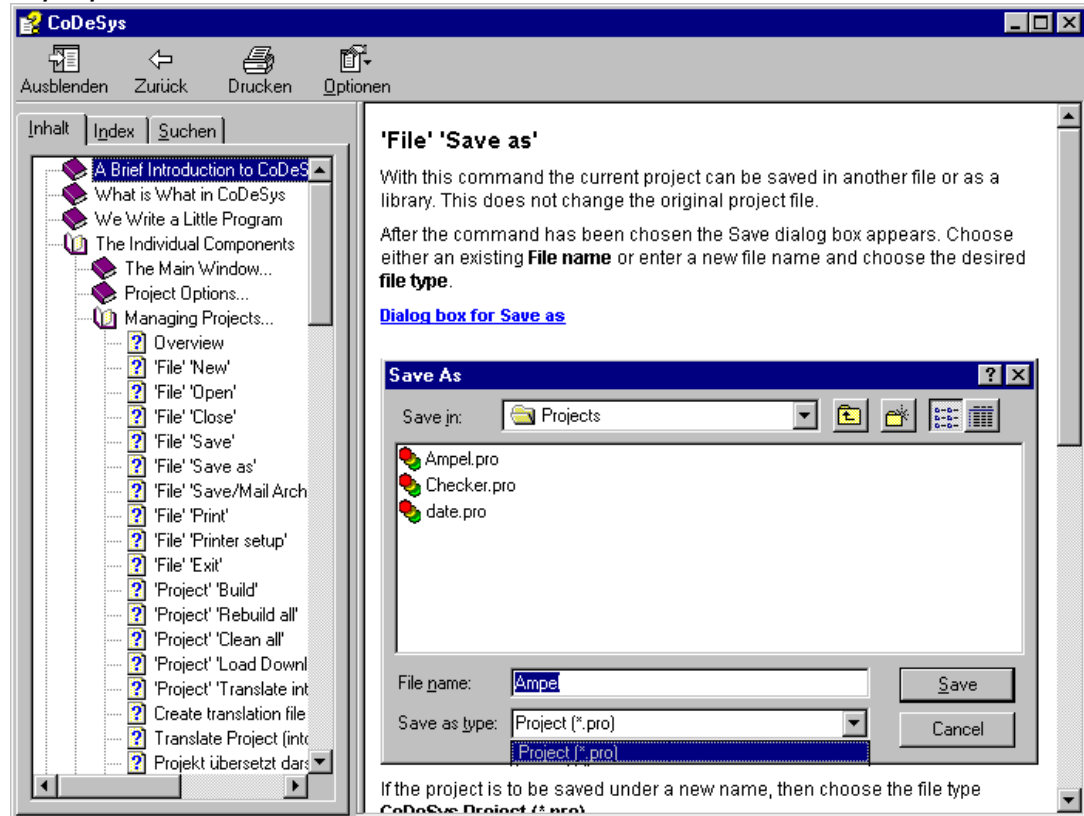 CoDeSys
Ausblenden Zurück Drucken Optionen
Inhalt Index Suchen
A Brief Introduction to CoDeS
What is What in CoDeSys
We Write a Little Program
The Individual Components
The Main Window...
Project Options...
Managing Projects...
Overview
'File' 'New'
'File' 'Open'
'File' 'Close'
'File' 'Save'
'File' 'Save as'
'File' 'Save/Mail Arch
'File' 'Print'
'File' 'Printer setup'
'File' 'Exit'
'Project' 'Build'
'Project' 'Rebuild all'
'Project' 'Clean all'
'Project' 'Load Downl
'Project' 'Translate int
Create translation file
Translate Project (into
Projekt übersetzt dars
'File' 'Save as'
With this command the current project can be saved in another file or as a
library. This does not change the original project file.
After the command has been chosen the Save dialog box appears. Choose
either an existing File name or enter a new file name and choose the desired
file type.
Dialog box for Save as
Save As
Save in: Projects
Ampel.pro
Checker.pro
date.pro
File name: Ampel Save
Save as type: Project (*.pro) Cancel
Project (*.pro)
If the project is to be saved under a new name, then choose the file type
CoDeSys Project (*.pro)